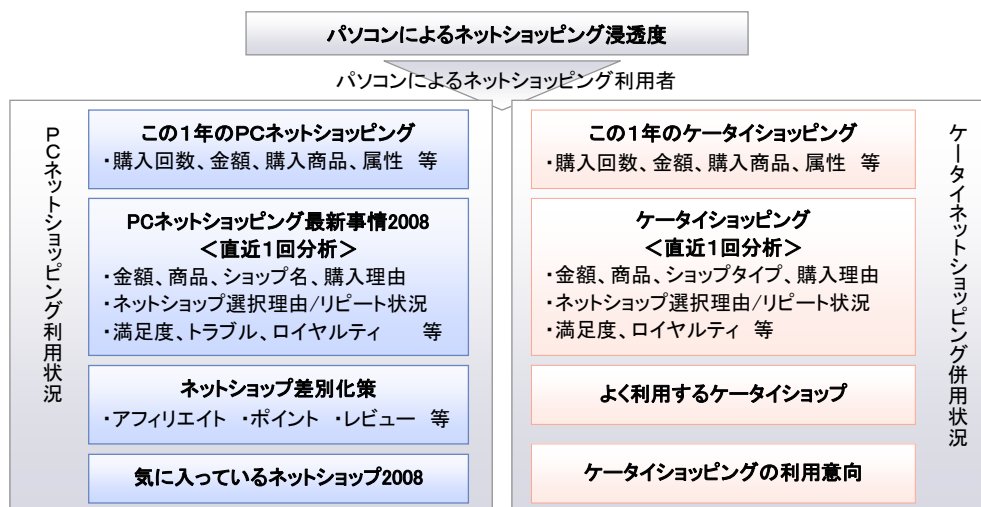 パソコンによるネットショッピング浸透度
パソコンによるネットショッピング利用者
PCネットショッピング利用状況
この1年のPCネットショッピング
・購入回数、金額、購入商品、属性 等
PCネットショッピング最新事情2008
＜直近1回分析＞
・金額、商品、ショップ名、購入理由
・ネットショップ選択理由/リピート状況
・満足度、トラブル、ロイヤルティ 等
ネットショップ差別化策
・アフィリエイト ・ポイント ・レビュー 等
気に入っているネットショップ2008
この1年のケータイショッピング
・購入回数、金額、購入商品、属性 等
ケータイショッピング
＜直近1回分析＞
・金額、商品、ショップタイプ、購入理由
・ネットショップ選択理由/リピート状況
・満足度、ロイヤルティ 等
よく利用するケータイショップ
ケータイショッピングの利用意向
ケータイネットショッピング併用状況